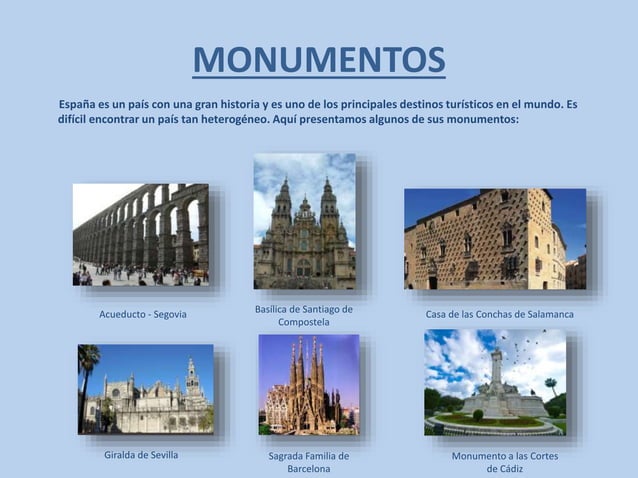 MONUMENTOS
España es un país con una gran historia y es uno de los principales destinos turísticos en el mundo. Es
difícil encontrar un país tan heterogéneo. Aquí presentamos algunos de sus monumentos:
Acueducto - Segovia
Basílica de Santiago de
Compostela
Casa de las Conchas de Salamanca
Giralda de Sevilla
Sagrada Familia de
Barcelona
Monumento a las Cortes
de Cádiz